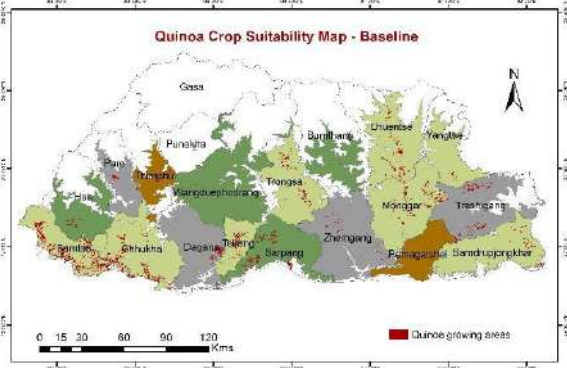 Quinoa Crop Suitability Map - Baseline
N
Gasa
Punakha
Bumthang
Lhuentse
Yangtse
Paro
Thimphu
Wangduephodrang
Trongsa
Haa
Monggar
Trashigang
Samtse
Chhukha
Dagana
Tsirang
Sarpang
Zhemgang
Pemagatshel
Samdrupjongkhar
0 15 30 60 90 120
Kms
Quinoa growing areas